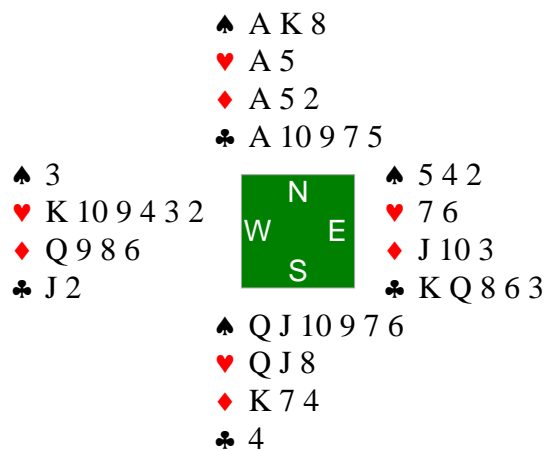 ♠ A K 8
♥ A 5
♦ A 5 2
♣ A 10 9 7 5
♠ 3
♥ K 10 9 4 3 2
♦ Q 9 8 6
♣ J 2
N
W E
S
♠ 5 4 2
♥ 7 6
♦ J 10 3
♣ K Q 8 6 3
♠ Q J 10 9 7 6
♥ Q J 8
♦ K 7 4
♣ 4